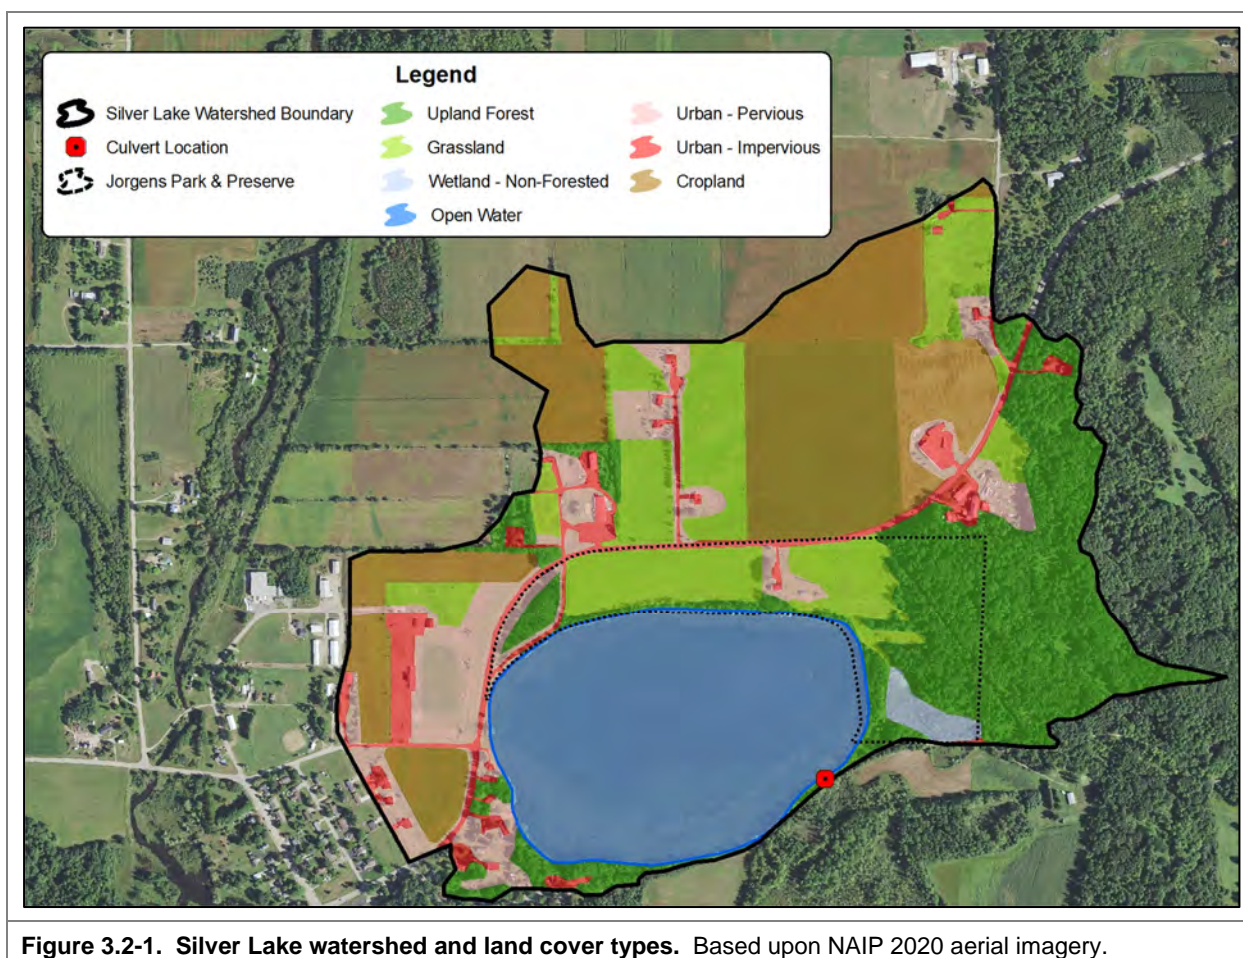 Legend
Silver Lake Watershed Boundary
Culvert Location
Jorgens Park & Preserve
Upland Forest
Grassland
Wetland - Non-Forested
Open Water
Urban - Pervious
Urban - Impervious
Cropland
Figure 3.2-1. Silver Lake watershed and land cover types. Based upon NAIP 2020 aerial imagery.